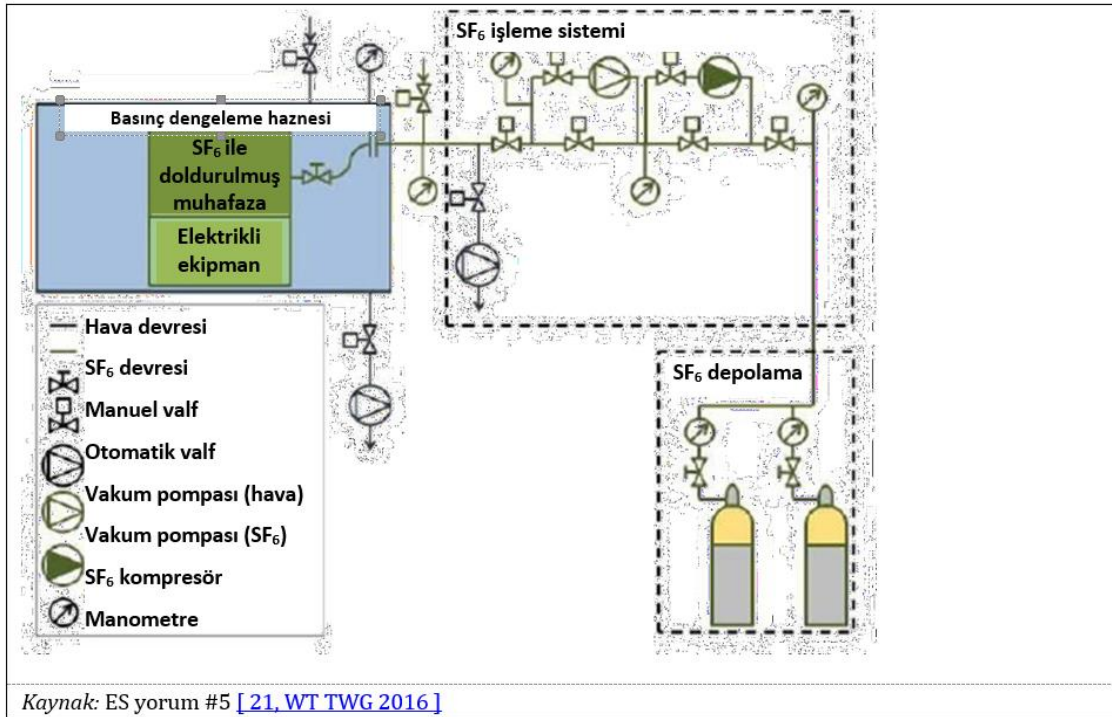 SF₆ işleme sistemi
Basınç dengeleme haznesi
SF₆ ile
doldurulmuş
muhafaza
Elektrikli
ekipman
Hava devresi
SF₆ devresi
Manuel valf
Otomatik valf
Vakum pompası (hava)
Vakum pompası (SF₆)
SF₆ kompresör
Manometre
SF₆ depolama
Kaynak: ES yorum #5 [ 21, WT TWG 2016 ]